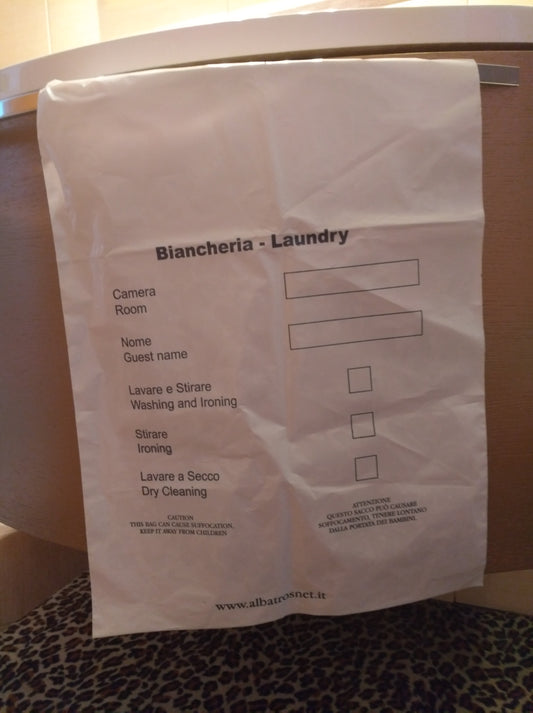 Biancheria - Laundry
Camera
Room
Nome
Guest name
Lavare e Stirare
Washing and Ironing
Stirare
Ironing
Lavare a Secco
Dry Cleaning
CAUTION
THIS BAG CAN CAUSE SUFFOGATION,
KEEP IT AWAY FROM CHILDREN
ATTENZIONE
QUESTO SACCO PUÒ CAUSARE
SOFFOCAMENTO, TENERE LONTANO
DALLA PORTATA DEI BAMBINI.
www.albatrosnet.it